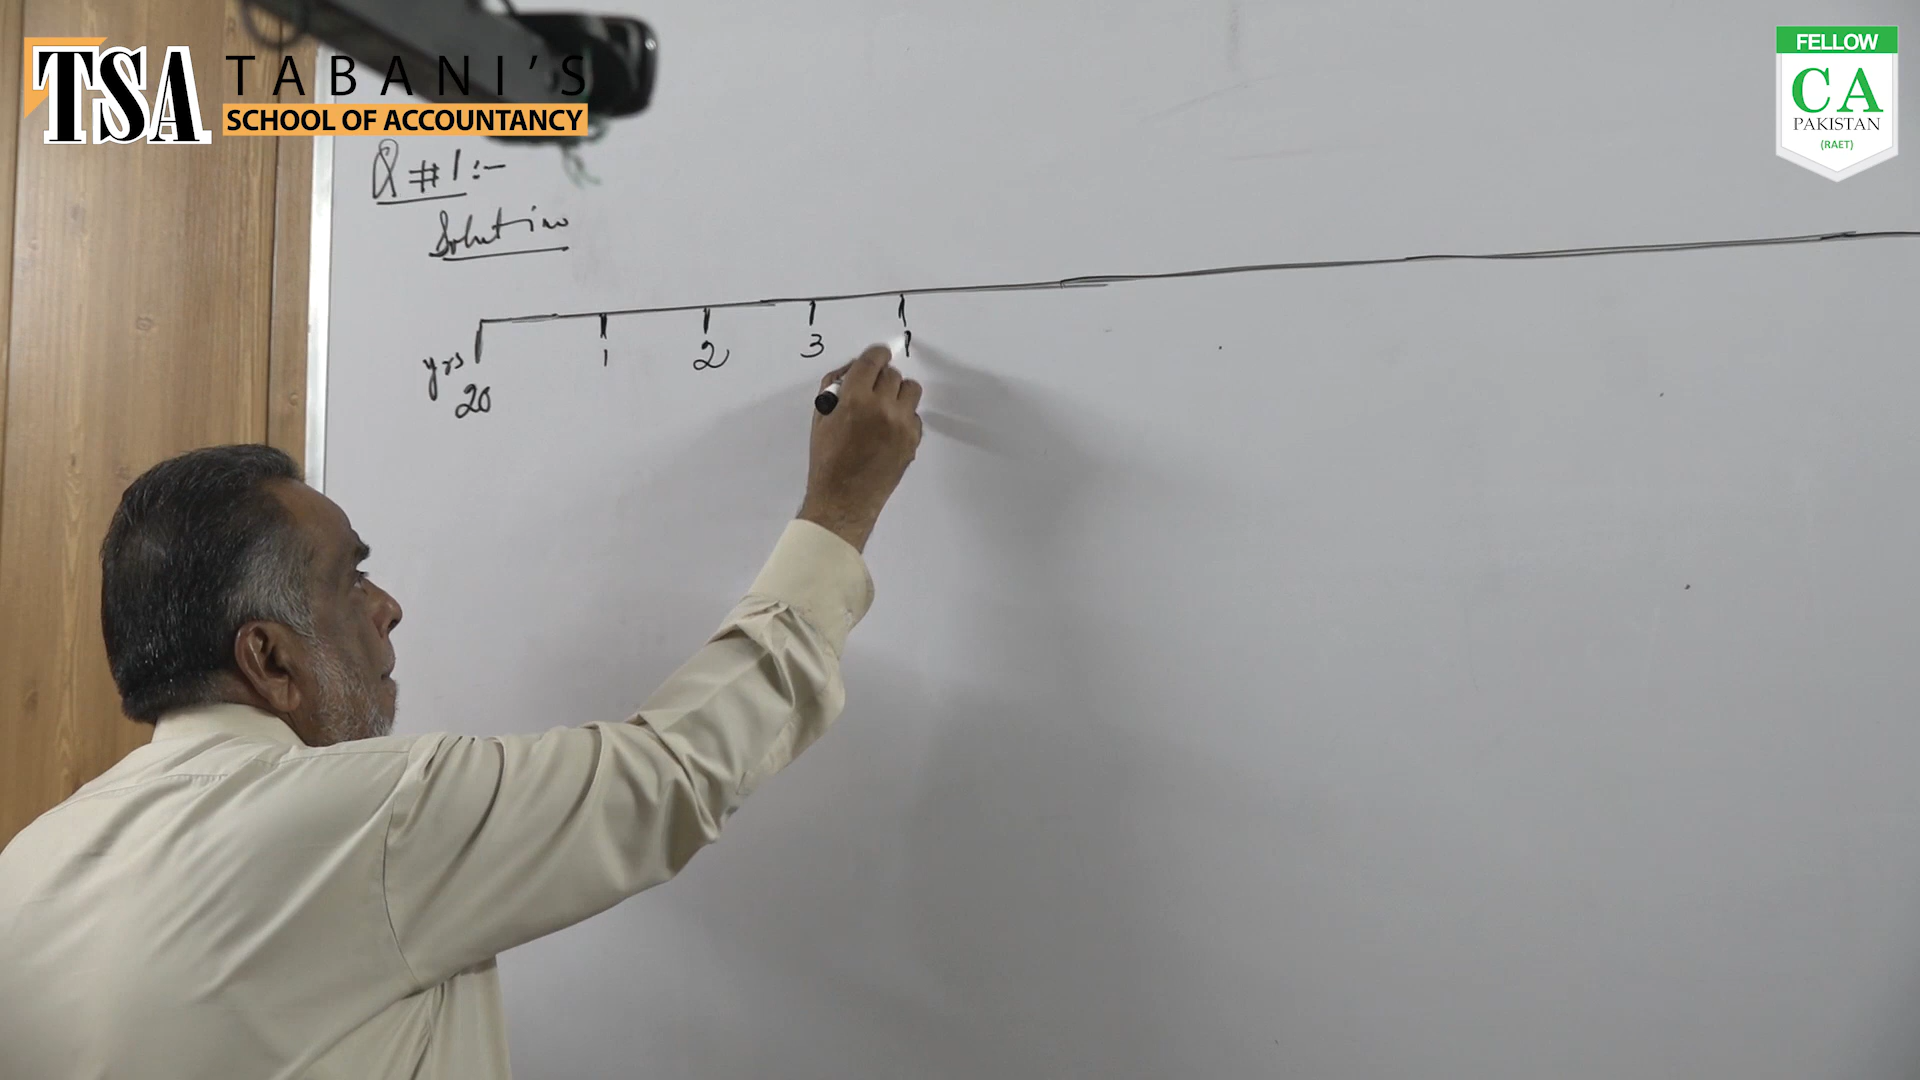 TSA
TABANI'S
SCHOOL OF ACCOUNTANCY
FELLOW
CA
PAKISTAN
(RAET)
Q #1:-
Solution
yrs 1 2 3
20